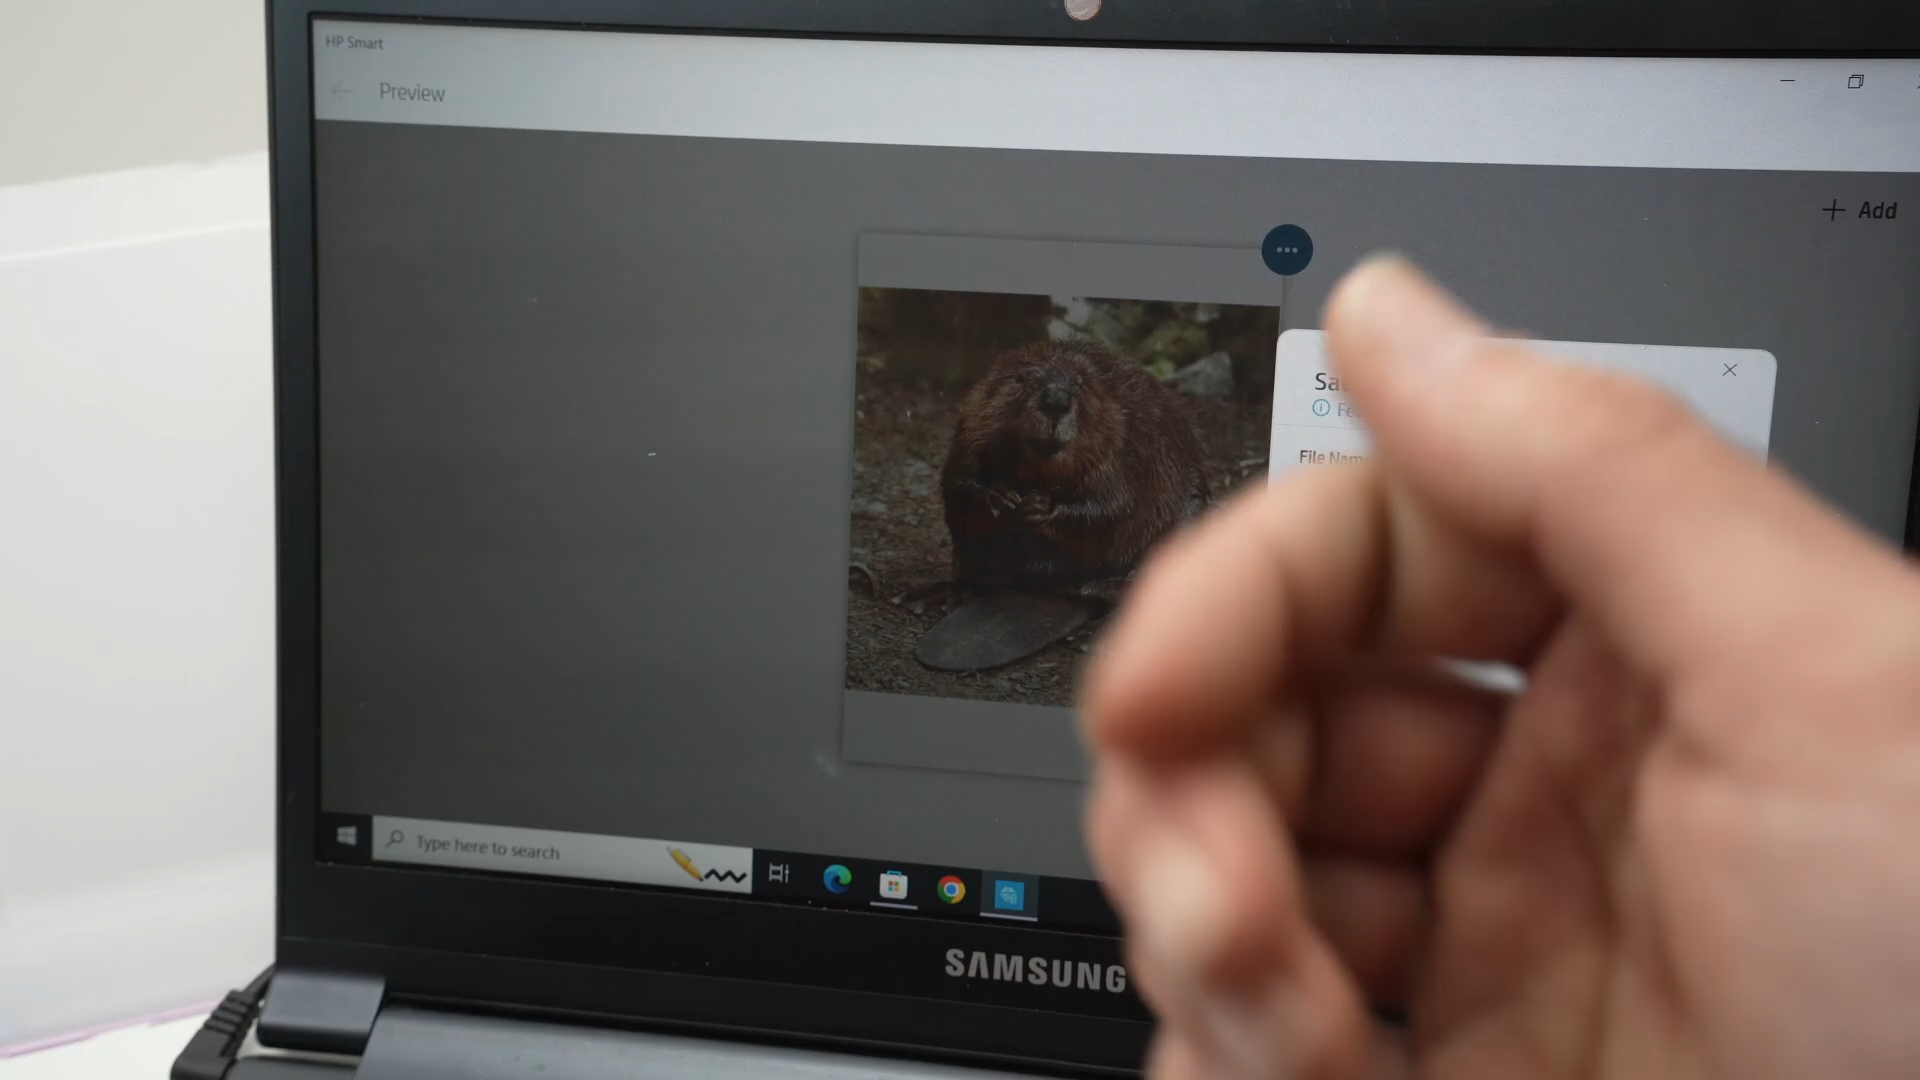 HP Smart
Preview
+ Add
File Name
Type here to search
SAMSUNG